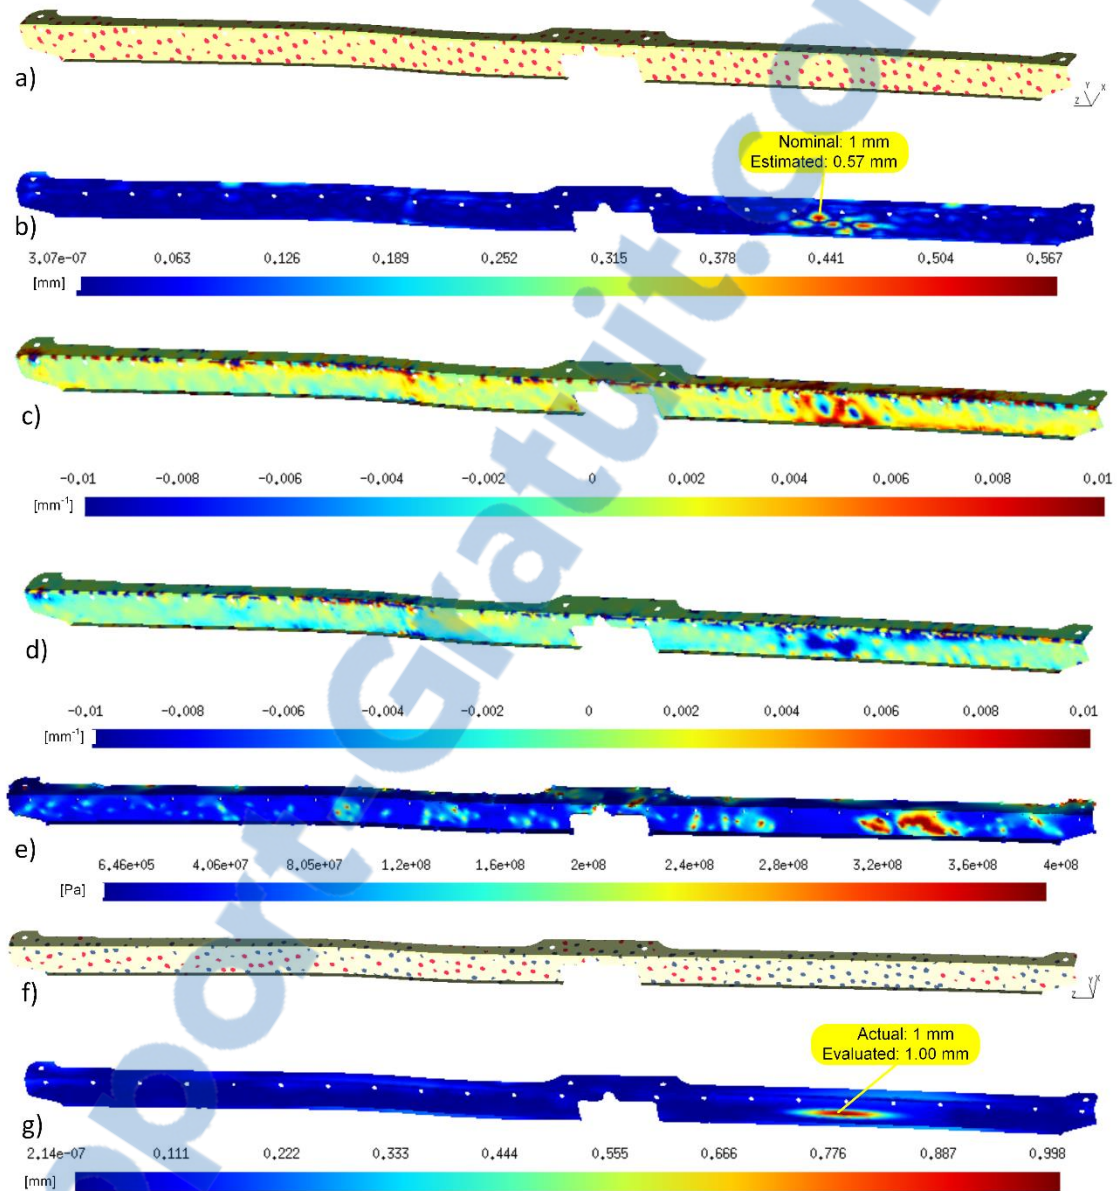 a)
Z Y X
Nominal: 1 mm
Estimated: 0.57 mm
b)
3.07e-07 0.063 0.126 0.189 0.252 0.315 0.378 0.441 0.504 0.567
[mm]
c)
-0.01 -0.008 -0.006 -0.004 -0.002 0 0.002 0.004 0.006 0.008 0.01
[mm⁻¹]
d)
-0.01 -0.008 -0.006 -0.004 -0.002 0 0.002 0.004 0.006 0.008 0.01
[mm⁻¹]
e)
6.46e+05 4.06e+07 8.05e+07 1.2e+08 1.6e+08 2e+08 2.4e+08 2.8e+08 3.2e+08 3.6e+08 4e+08
[Pa]
f)
Z Y X
Actual: 1 mm
Evaluated: 1.00 mm
g)
2.14e-07 0.111 0.222 0.333 0.444 0.555 0.666 0.776 0.887 0.998
[mm]
port-Gratuit.co